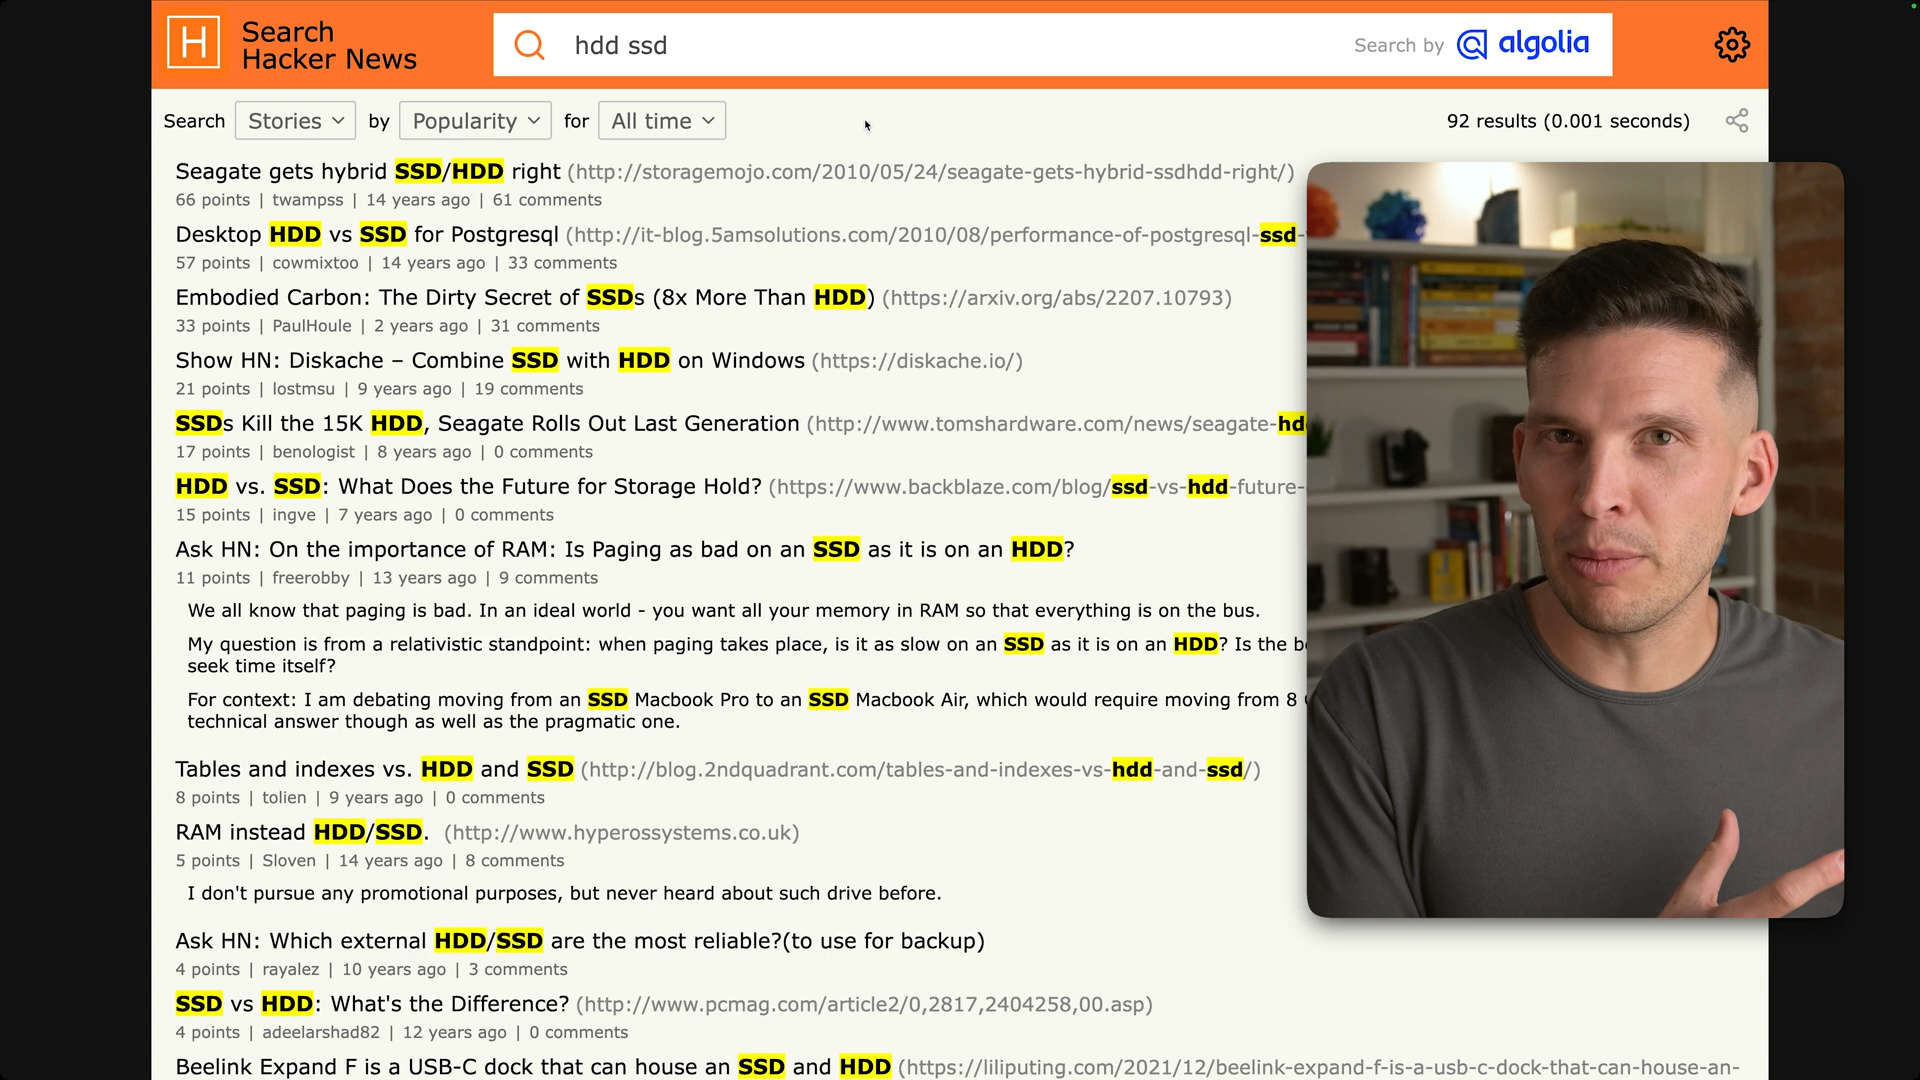 H
Search
Hacker News
hdd ssd
Search by algolia
Search Stories by Popularity for All time
92 results (0.001 seconds)
Seagate gets hybrid SSD/HDD right (http://storagemojo.com/2010/05/24/seagate-gets-hybrid-ssdhdd-right/)
66 points | twampss | 14 years ago | 61 comments
Desktop HDD vs SSD for Postgresql (http://it-blog.5amsolutions.com/2010/08/performance-of-postgresql-ssd-
57 points | cowmixtoo | 14 years ago | 33 comments
Embodied Carbon: The Dirty Secret of SSDs (8x More Than HDD) (https://arxiv.org/abs/2207.10793)
33 points | PaulHoule | 2 years ago | 31 comments
Show HN: Diskache – Combine SSD with HDD on Windows (https://diskache.io/)
21 points | lostmsu | 9 years ago | 19 comments
SSDs Kill the 15K HDD, Seagate Rolls Out Last Generation (http://www.tomshardware.com/news/seagate-hd
17 points | benologist | 8 years ago | 0 comments
HDD vs. SSD: What Does the Future for Storage Hold? (https://www.backblaze.com/blog/ssd-vs-hdd-future-
15 points | ingve | 7 years ago | 0 comments
Ask HN: On the importance of RAM: Is Paging as bad on an SSD as it is on an HDD?
11 points | freerobby | 13 years ago | 9 comments
We all know that paging is bad. In an ideal world - you want all your memory in RAM so that everything is on the bus.
My question is from a relativistic standpoint: when paging takes place, is it as slow on an SSD as it is on an HDD? Is the
seek time itself?
For context: I am debating moving from an SSD Macbook Pro to an SSD Macbook Air, which would require moving from 8
technical answer though as well as the pragmatic one.
Tables and indexes vs. HDD and SSD (http://blog.2ndquadrant.com/tables-and-indexes-vs-hdd-and-ssd/)
8 points | tolien | 9 years ago | 0 comments
RAM instead HDD/SSD. (http://www.hyperossystems.co.uk)
5 points | Sloven | 14 years ago | 8 comments
I don't pursue any promotional purposes, but never heard about such drive before.
Ask HN: Which external HDD/SSD are the most reliable?(to use for backup)
4 points | rayalez | 10 years ago | 3 comments
SSD vs HDD: What's the Difference? (http://www.pcmag.com/article2/0,2817,2404258,00.asp)
4 points | adeelarshad82 | 12 years ago | 0 comments
Beelink Expand F is a USB-C dock that can house an SSD and HDD (https://liliputing.com/2021/12/beelink-expand-f-is-a-usb-c-dock-that-can-house-an-